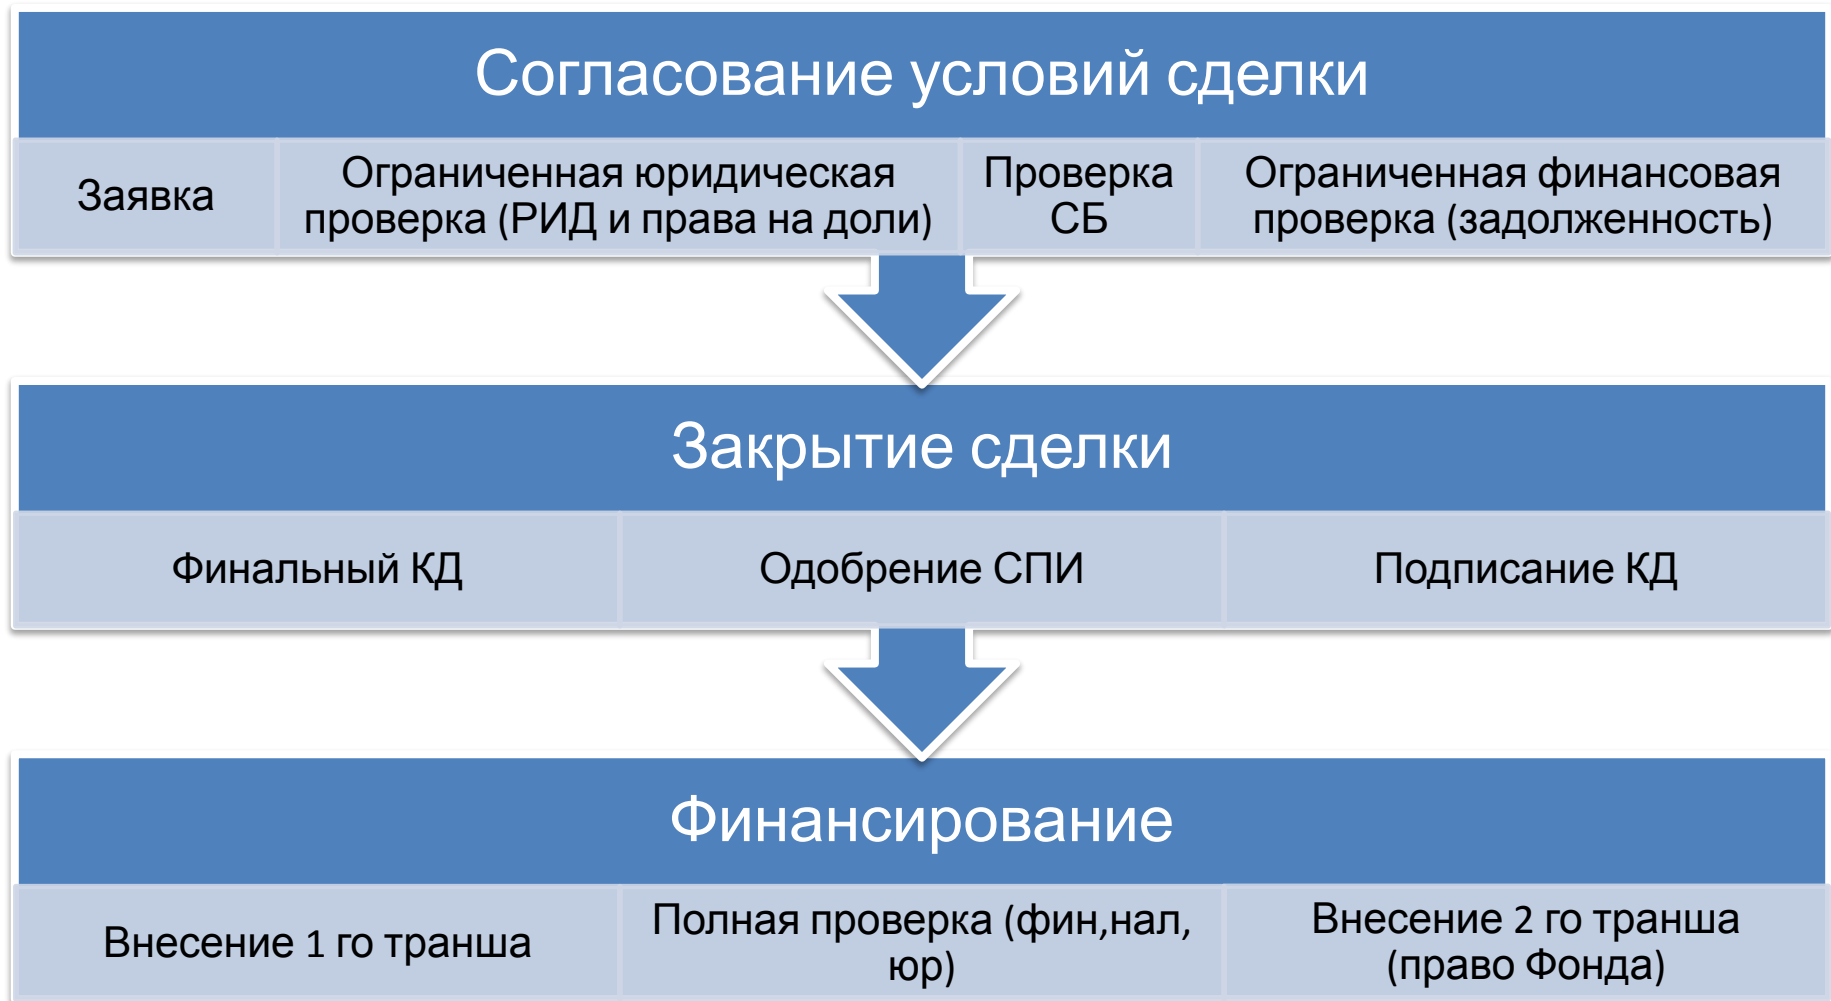 Согласование условий сделки
Заявка
Ограниченная юридическая
проверка (РИД и права на доли)
Проверка
СБ
Ограниченная финансовая
проверка (задолженность)
Закрытие сделки
Финальный КД
Одобрение СПИ
Подписание КД
Финансирование
Внесение 1 го транша
Полная проверка (фин,нал,
юр)
Внесение 2 го транша
(право Фонда)